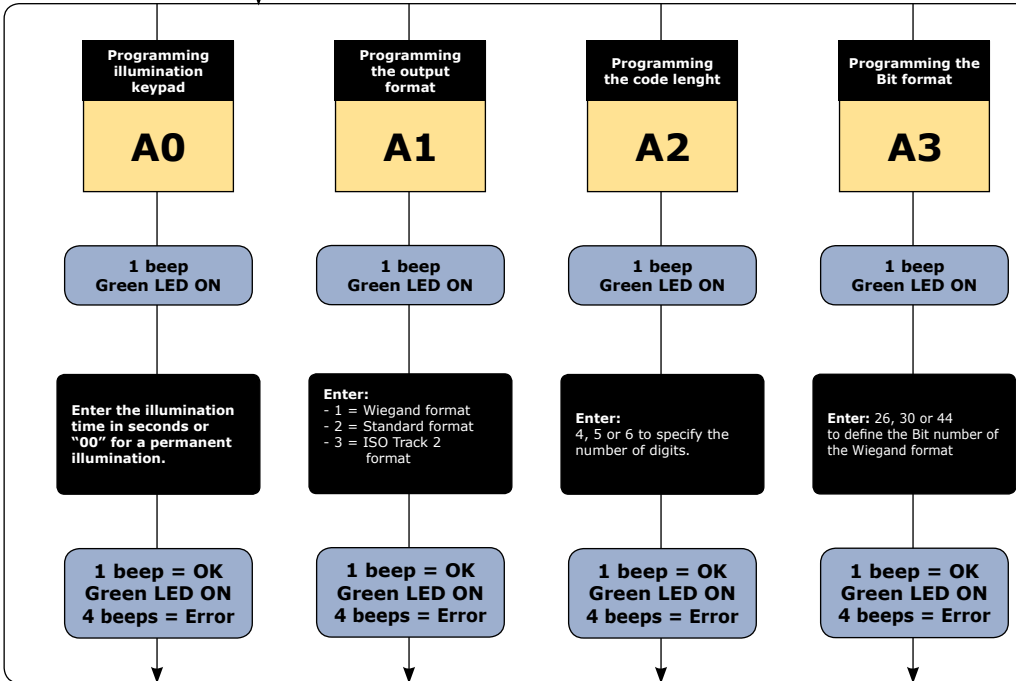 Programming
illumination
keypad
A0
1 beep
Green LED ON
Enter the illumination
time in seconds or
“00” for a permanent
illumination.
1 beep = OK
Green LED ON
4 beeps = Error
Programming
the output
format
A1
1 beep
Green LED ON
Enter:
- 1 = Wiegand format
- 2 = Standard format
- 3 = ISO Track 2
format
1 beep = OK
Green LED ON
4 beeps = Error
Programming
the code lenght
A2
1 beep
Green LED ON
Enter:
4, 5 or 6 to specify the
number of digits.
1 beep = OK
Green LED ON
4 beeps = Error
Programming the
Bit format
A3
1 beep
Green LED ON
Enter: 26, 30 or 44
to define the Bit number of
the Wiegand format
1 beep = OK
Green LED ON
4 beeps = Error